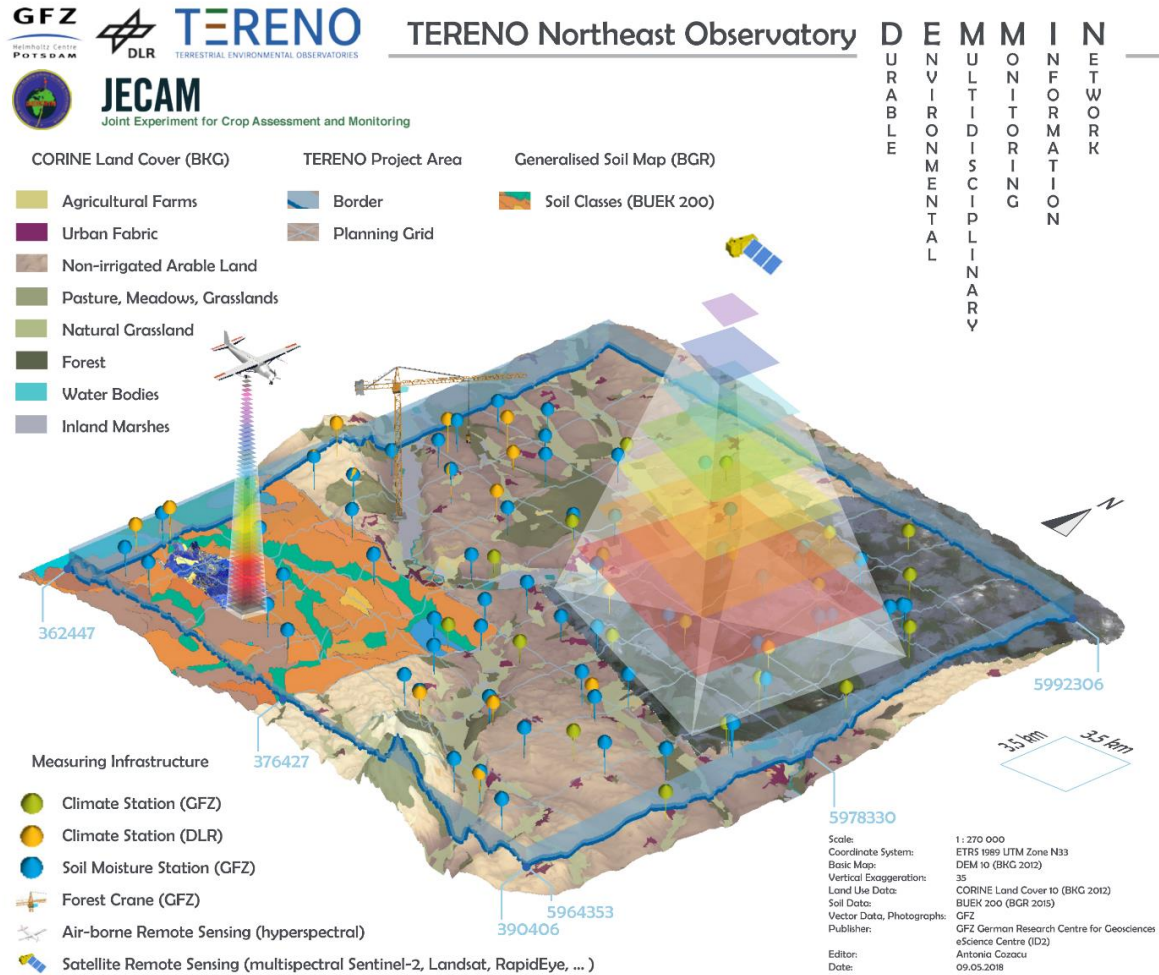 GFZ
Helmholtz Centre
POTSDAM
DLR
TERENO
TERRESTRIAL ENVIRONMENTAL OBSERVATORIES
TERENO Northeast Observatory
DURABLE
ENVIRONMENTAL
MULTIDISCIPLINARY
MONITORING
INFORMATION
NETWORK
JECAM
Joint Experiment for Crop Assessment and Monitoring
CORINE Land Cover (BKG)
Agricultural Farms
Urban Fabric
Non-irrigated Arable Land
Pasture, Meadows, Grasslands
Natural Grassland
Forest
Water Bodies
Inland Marshes
TERENO Project Area
Border
Planning Grid
Generalised Soil Map (BGR)
Soil Classes (BUEK 200)
N
362447
376427
390406
5964353
5978330
5992306
3.5 km
3.5 km
Measuring Infrastructure
Climate Station (GFZ)
Climate Station (DLR)
Soil Moisture Station (GFZ)
Forest Crane (GFZ)
Air-borne Remote Sensing (hyperspectral)
Satellite Remote Sensing (multispectral Sentinel-2, Landsat, RapidEye, ... )
Scale: 1 : 270 000
Coordinate System: ETRS 1989 UTM Zone N33
Basic Map: DEM 10 (BKG 2012)
Vertical Exaggeration: 35
Land Use Data: CORINE Land Cover 10 (BKG 2012)
Soil Data: BUEK 200 (BGR 2015)
Vector Data, Photographs: GFZ
Publisher: GFZ German Research Centre for Geosciences
eScience Centre (ID2)
Editor: Antonia Cozacu
Date: 09.05.2018